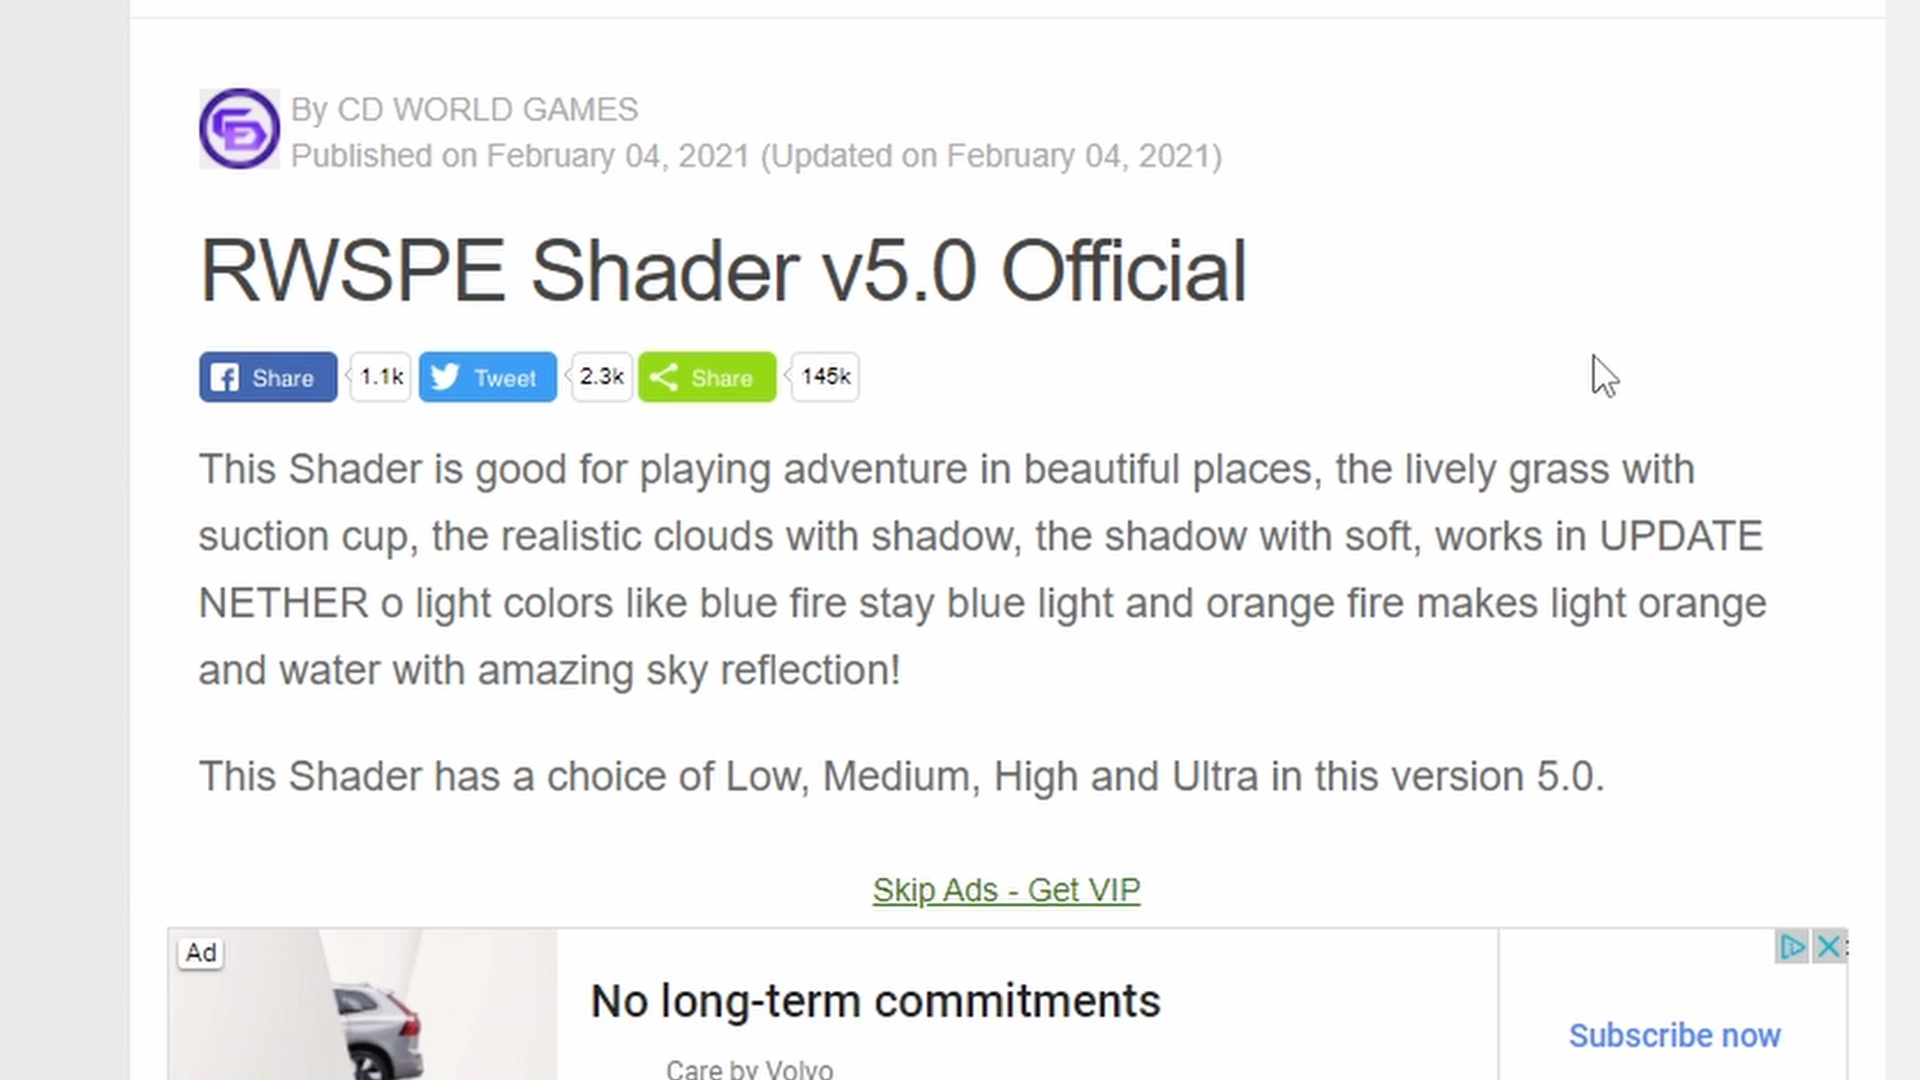 By CD WORLD GAMES
Published on February 04, 2021 (Updated on February 04, 2021)
RWSPE Shader v5.0 Official
Share 1.1k Tweet 2.3k Share 145k
This Shader is good for playing adventure in beautiful places, the lively grass with
suction cup, the realistic clouds with shadow, the shadow with soft, works in UPDATE
NETHER o light colors like blue fire stay blue light and orange fire makes light orange
and water with amazing sky reflection!
This Shader has a choice of Low, Medium, High and Ultra in this version 5.0.
Skip Ads - Get VIP
Ad
No long-term commitments
Subscribe now
Care by Volvo